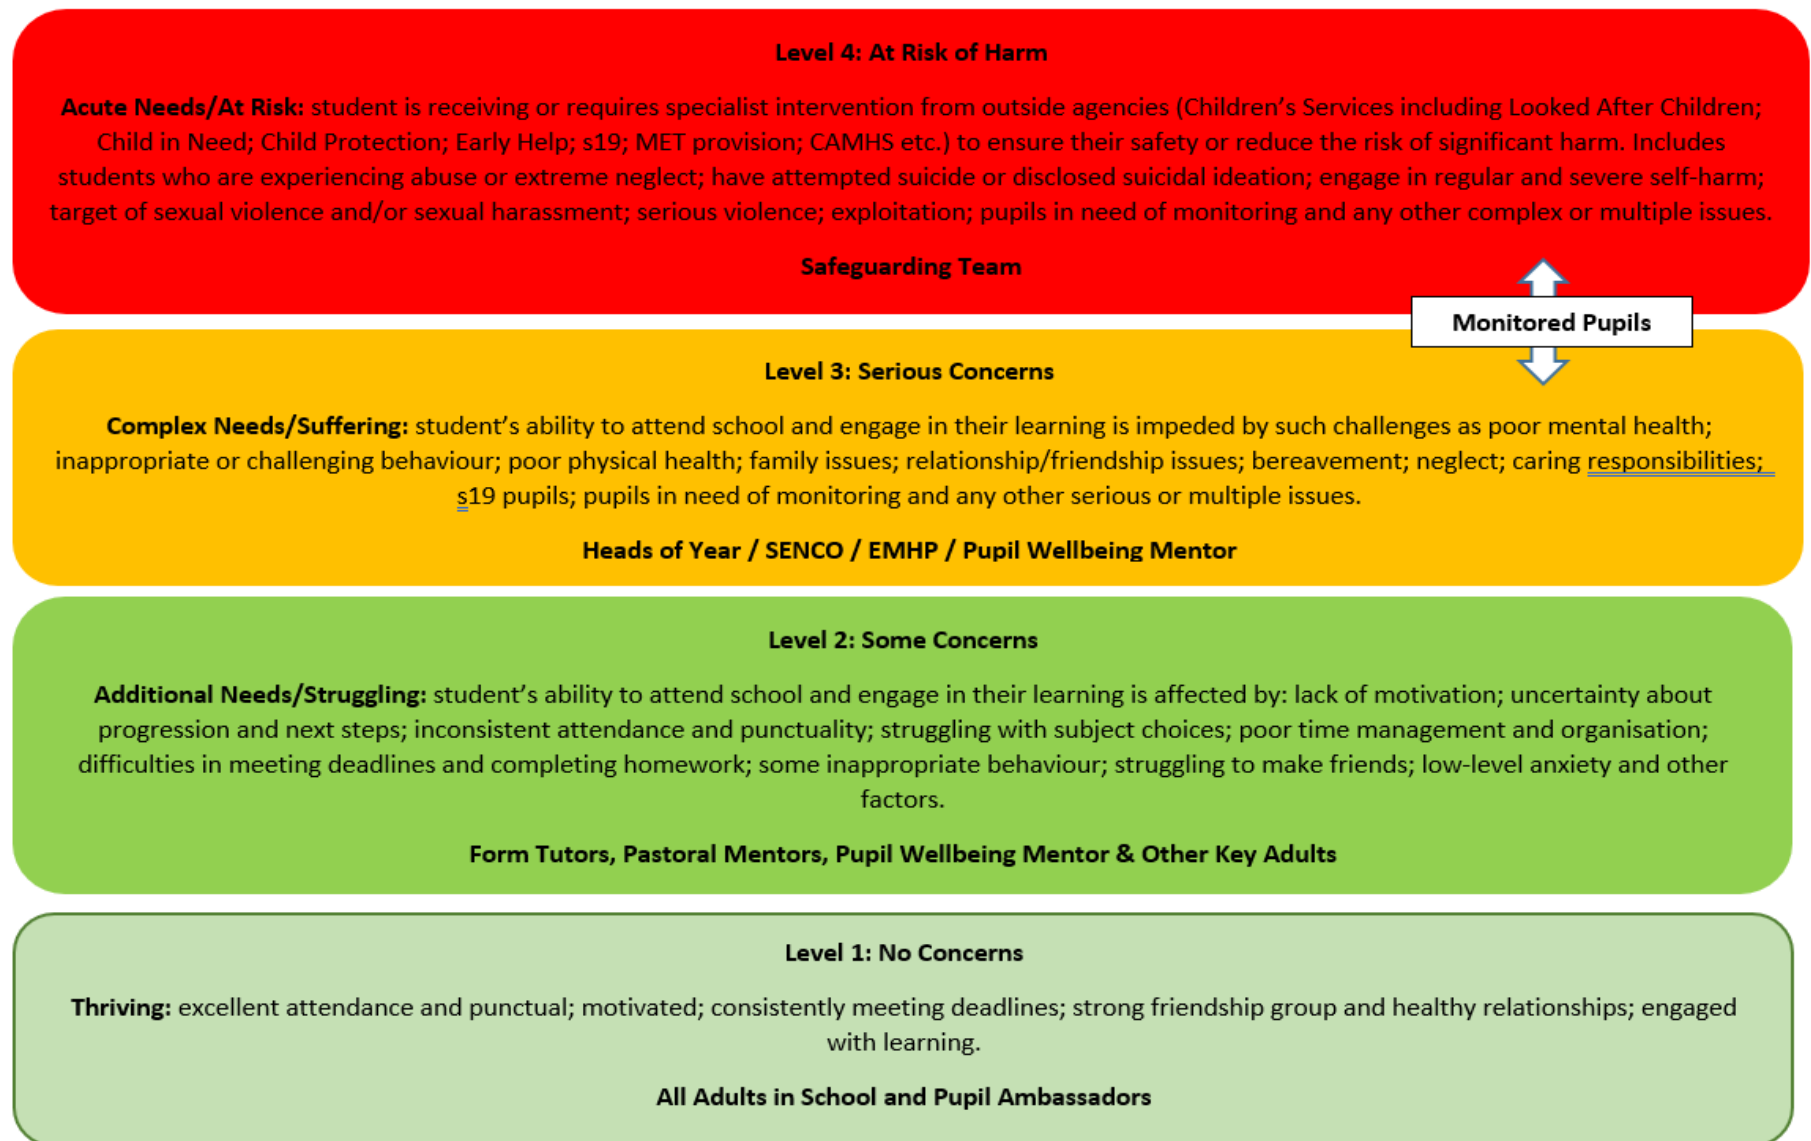 Level 4: At Risk of Harm
Acute Needs/At Risk: student is receiving or requires specialist intervention from outside agencies (Children’s Services including Looked After Children;
Child in Need; Child Protection; Early Help; s19; MET provision; CAMHS etc.) to ensure their safety or reduce the risk of significant harm. Includes
students who are experiencing abuse or extreme neglect; have attempted suicide or disclosed suicidal ideation; engage in regular and severe self-harm;
target of sexual violence and/or sexual harassment; serious violence; exploitation; pupils in need of monitoring and any other complex or multiple issues.
Safeguarding Team
Monitored Pupils
Level 3: Serious Concerns
Complex Needs/Suffering: student’s ability to attend school and engage in their learning is impeded by such challenges as poor mental health;
inappropriate or challenging behaviour; poor physical health; family issues; relationship/friendship issues; bereavement; neglect; caring responsibilities;
s19 pupils; pupils in need of monitoring and any other serious or multiple issues.
Heads of Year / SENCO / EMHP / Pupil Wellbeing Mentor
Level 2: Some Concerns
Additional Needs/Struggling: student’s ability to attend school and engage in their learning is affected by: lack of motivation; uncertainty about
progression and next steps; inconsistent attendance and punctuality; struggling with subject choices; poor time management and organisation;
difficulties in meeting deadlines and completing homework; some inappropriate behaviour; struggling to make friends; low-level anxiety and other
factors.
Form Tutors, Pastoral Mentors, Pupil Wellbeing Mentor & Other Key Adults
Level 1: No Concerns
Thriving: excellent attendance and punctual; motivated; consistently meeting deadlines; strong friendship group and healthy relationships; engaged
with learning.
All Adults in School and Pupil Ambassadors